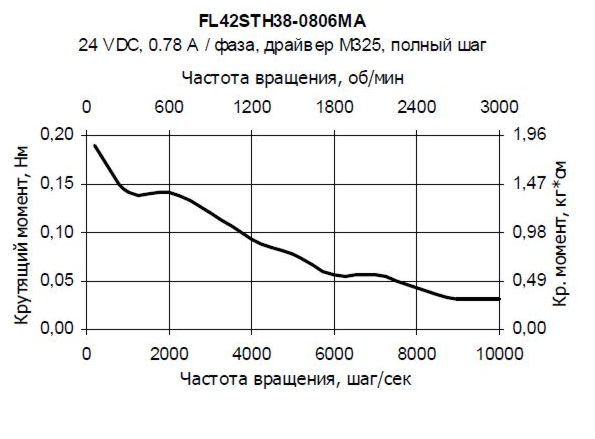 FL42STH38-0806MA
24 VDC, 0.78 А / фаза, драйвер M325, полный шаг
Частота вращения, об/мин
0 600 1200 1800 2400 3000
0,20 1,96
0,15 1,47
0,10 0,98
0,05 0,49
0,00 0,00
Крутящий момент, Нм
Кр. момент, кг*см
0 2000 4000 6000 8000 10000
Частота вращения, шаг/сек